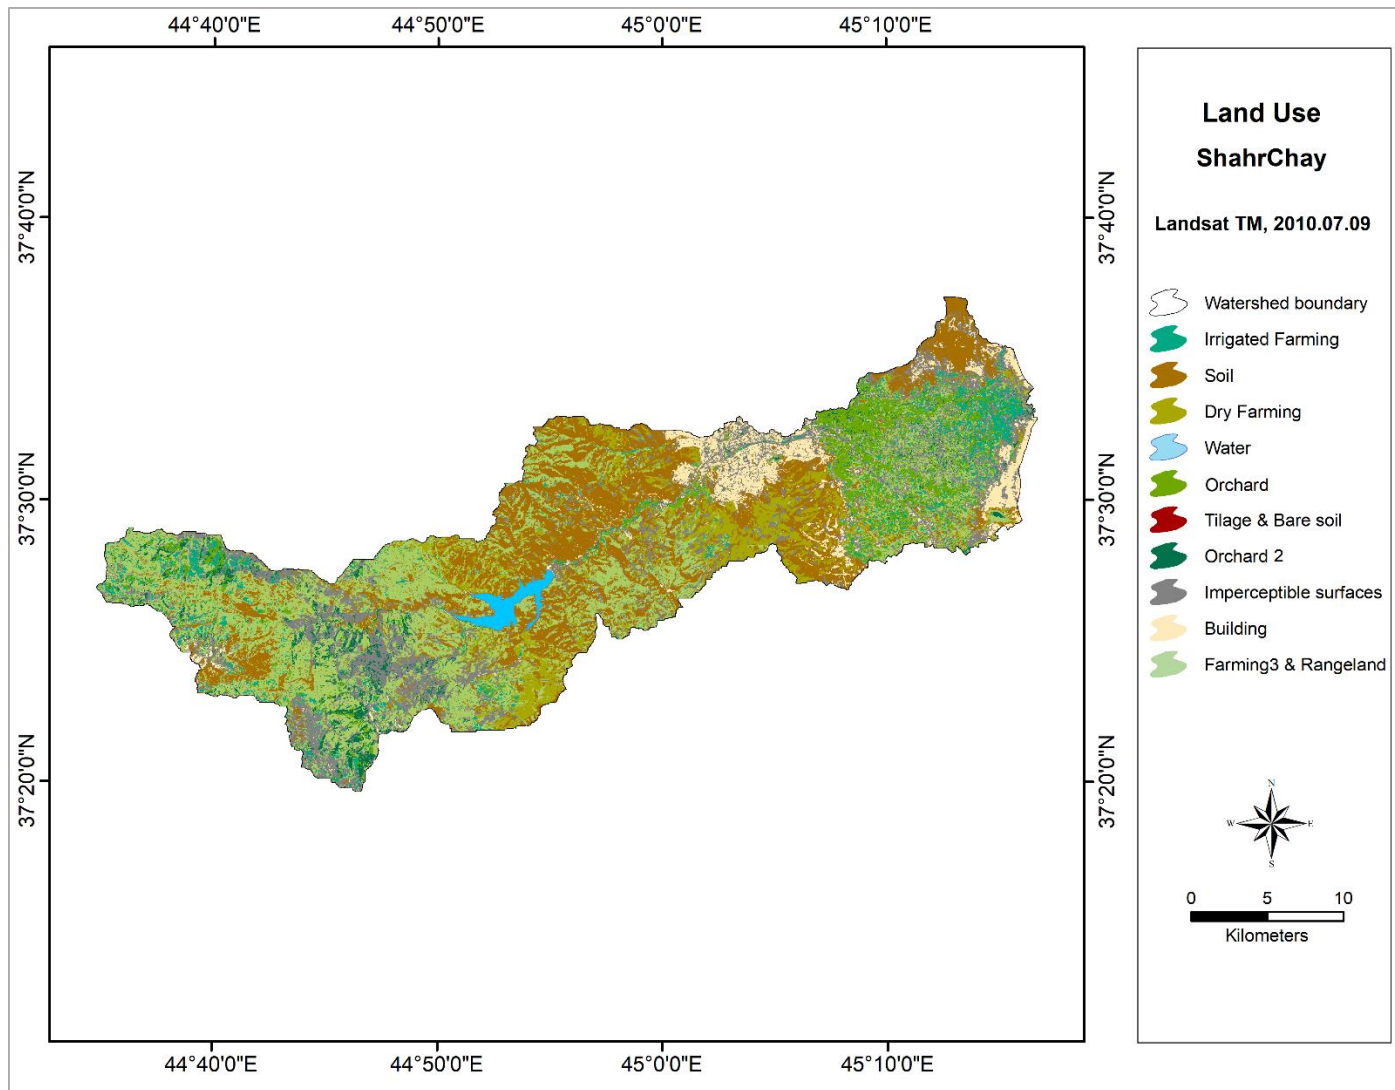 44°40'0"E 44°50'0"E 45°0'0"E 45°10'0"E
37°40'0"N
37°30'0"N
37°20'0"N
37°40'0"N
37°30'0"N
37°20'0"N
44°40'0"E 44°50'0"E 45°0'0"E 45°10'0"E
Land Use
ShahrChay
Landsat TM, 2010.07.09
Watershed boundary
Irrigated Farming
Soil
Dry Farming
Water
Orchard
Tilage & Bare soil
Orchard 2
Imperceptible surfaces
Building
Farming3 & Rangeland
N
W E
S
0 5 10
Kilometers